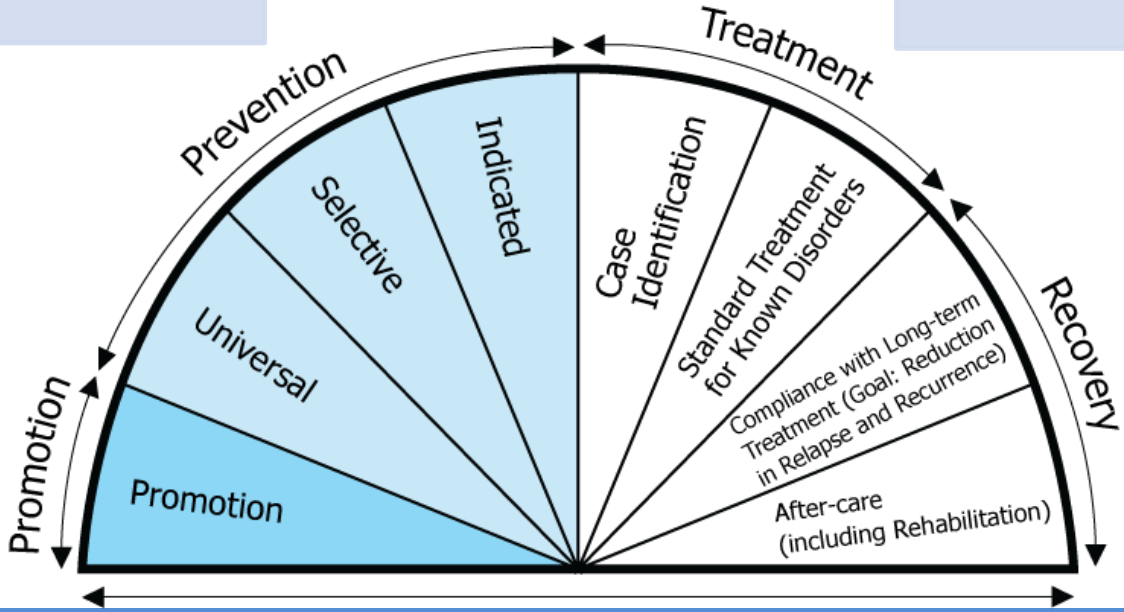 Promotion
Prevention
Treatment
Recovery
Promotion
Universal
Selective
Indicated
Case
Identification
Standard Treatment
for Known Disorders
Compliance with Long-term
Treatment (Goal: Reduction
in Relapse and Recurrence)
After-care
(including Rehabilitation)